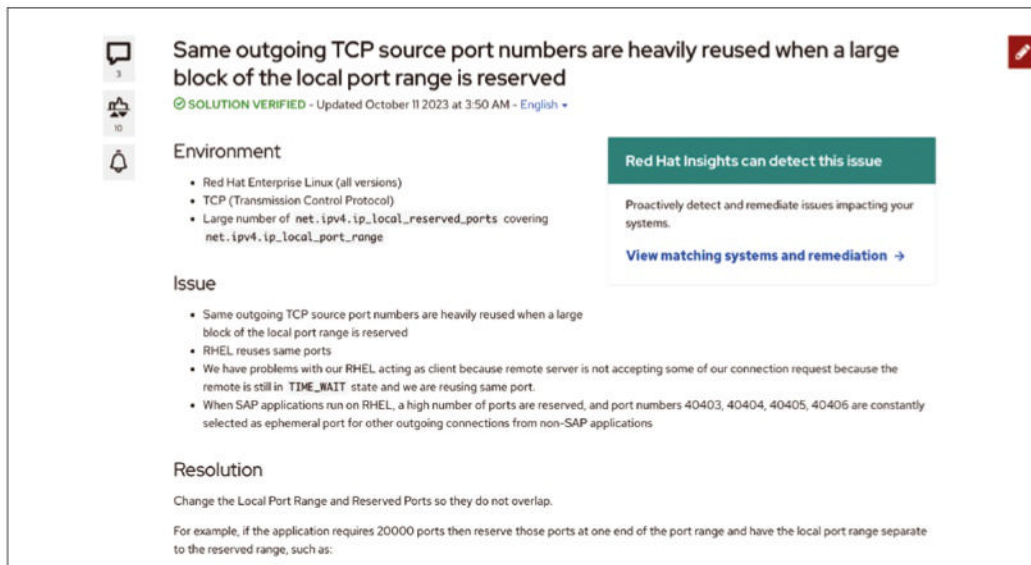 Same outgoing TCP source port numbers are heavily reused when a large
block of the local port range is reserved
3
SOLUTION VERIFIED - Updated October 11 2023 at 3:50 AM - English
10
Environment
Red Hat Enterprise Linux (all versions)
TCP (Transmission Control Protocol)
Large number of net.ipv4.ip_local_reserved_ports covering
net.ipv4.ip_local_port_range
Red Hat Insights can detect this issue
Proactively detect and remediate issues impacting your
systems.
View matching systems and remediation →
Issue
Same outgoing TCP source port numbers are heavily reused when a large
block of the local port range is reserved
RHEL reuses same ports
We have problems with our RHEL acting as client because remote server is not accepting some of our connection request because the
remote is still in TIME_WAIT state and we are reusing same port.
When SAP applications run on RHEL, a high number of ports are reserved, and port numbers 40403, 40404, 40405, 40406 are constantly
selected as ephemeral port for other outgoing connections from non-SAP applications
Resolution
Change the Local Port Range and Reserved Ports so they do not overlap.
For example, if the application requires 20000 ports then reserve those ports at one end of the port range and have the local port range separate
to the reserved range, such as: